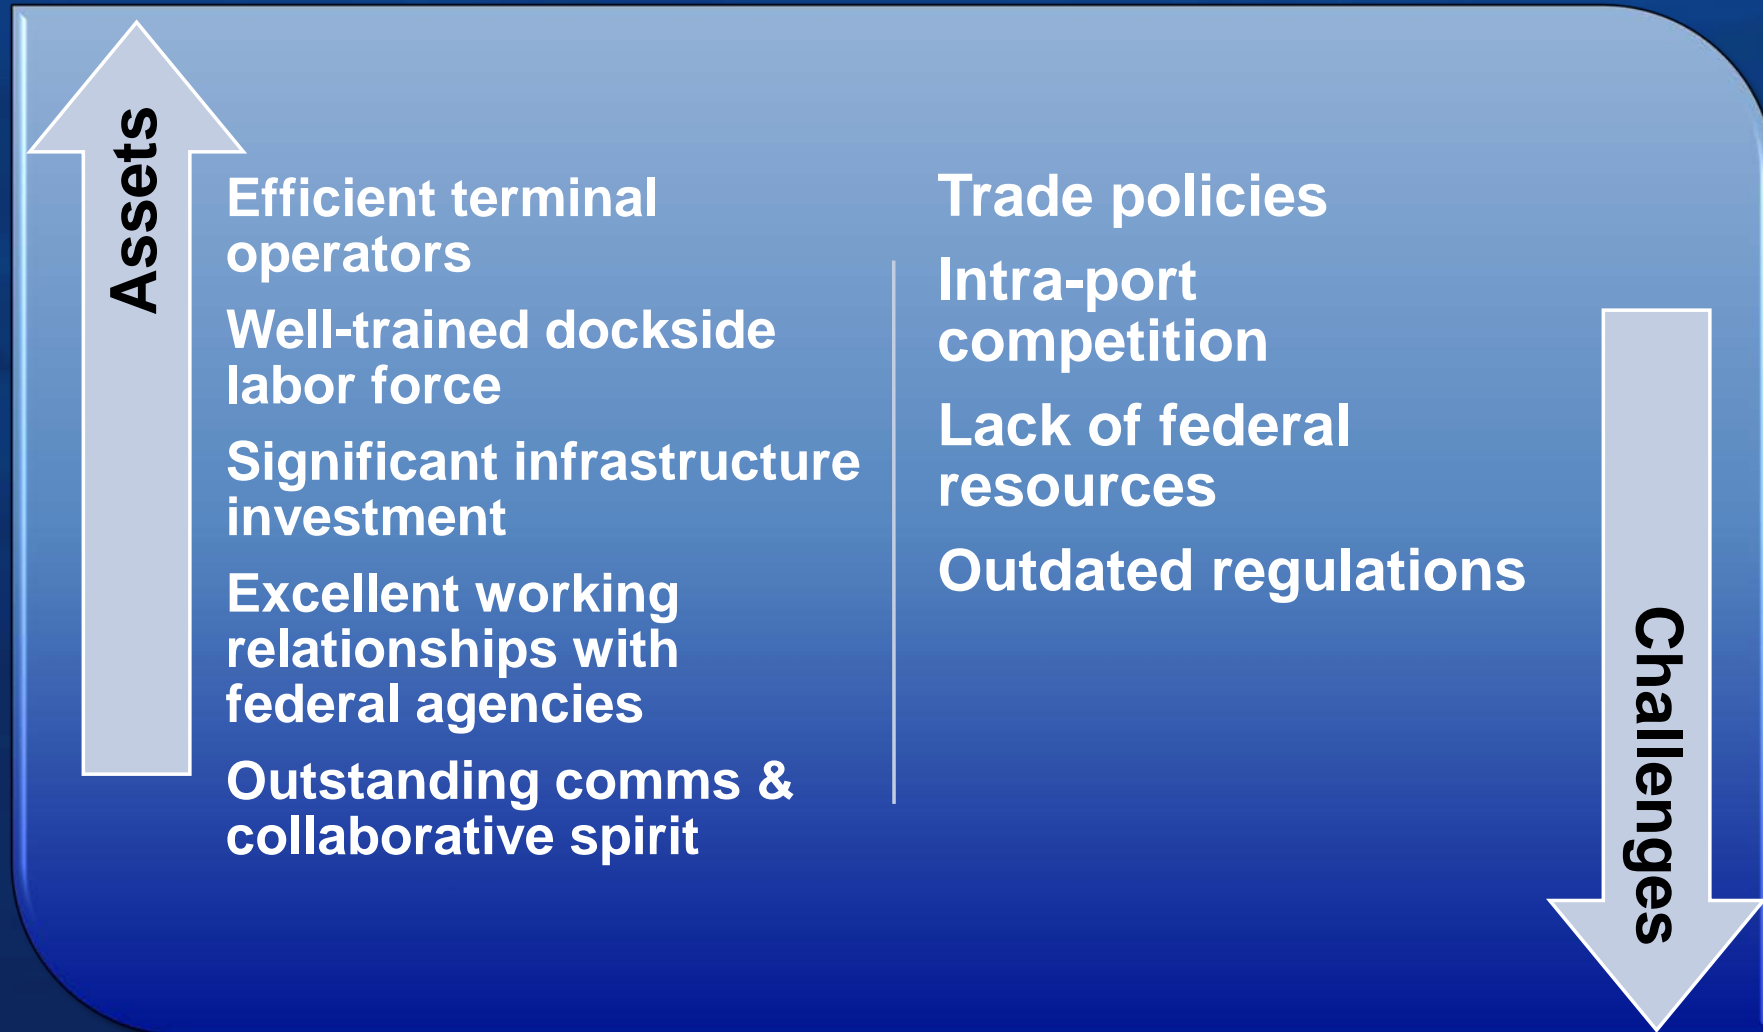 Assets
Efficient terminal
operators
Well-trained dockside
labor force
Significant infrastructure
investment
Excellent working
relationships with
federal agencies
Outstanding comms &
collaborative spirit
Trade policies
Intra-port
competition
Lack of federal
resources
Outdated regulations
Challenges